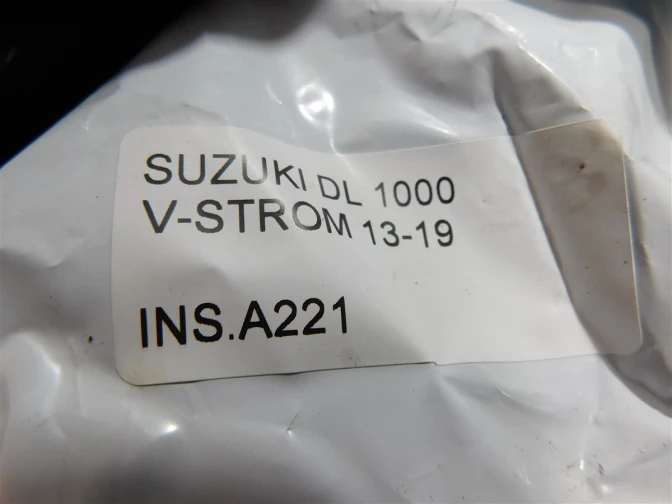 SUZUKI DL 1000
V-STROM 13-19
INS.A221